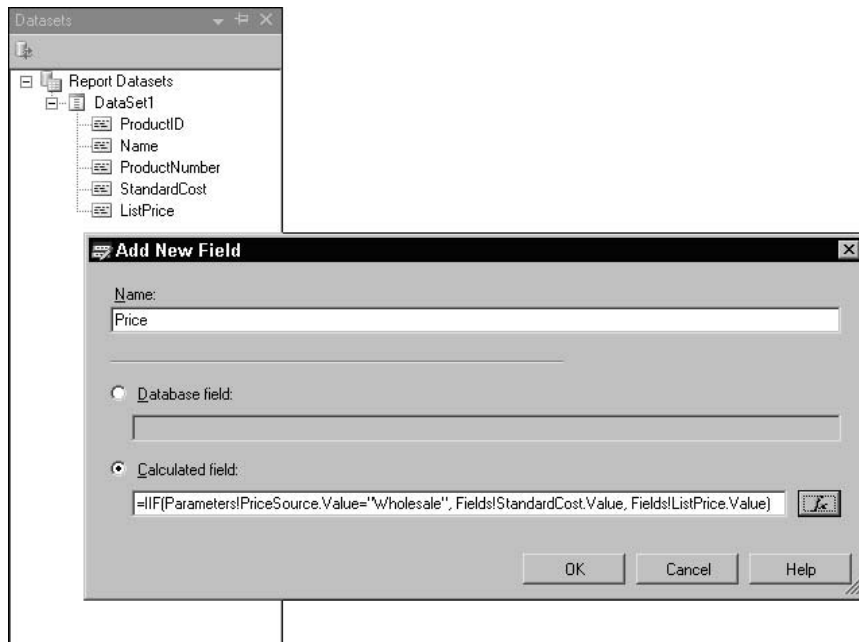 Datasets
Report Datasets
DataSet1
ProductID
Name
ProductNumber
StandardCost
ListPrice
Add New Field
Name:
Price
Database field:
Calculated field:
=IIF(Parameters!PriceSource.Value="Wholesale", Fields!StandardCost.Value, Fields!ListPrice.Value)
fx
OK Cancel Help